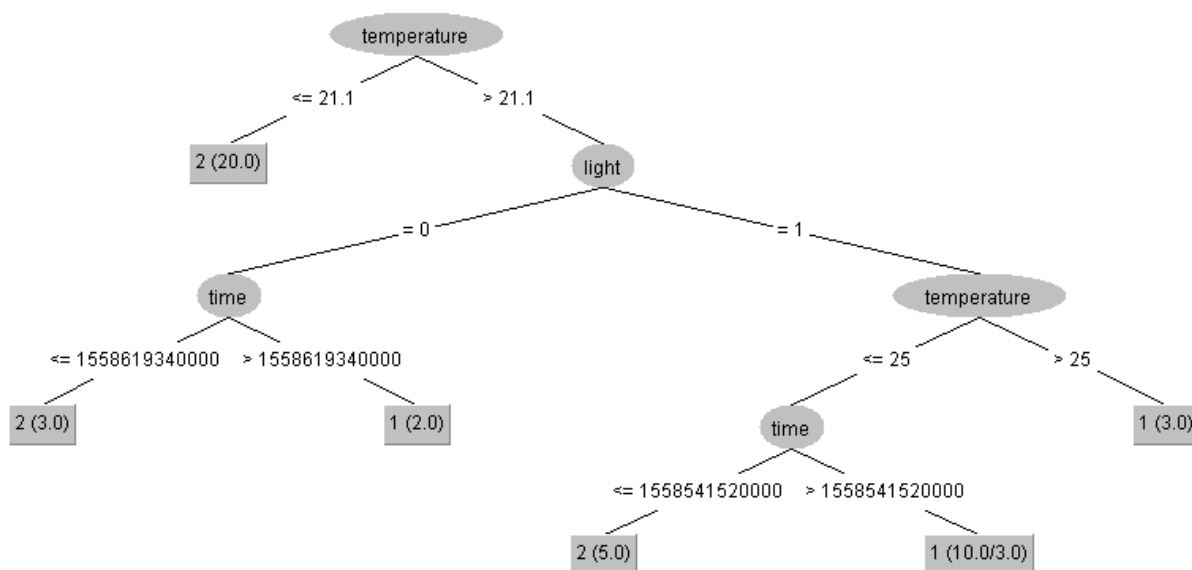 temperature
<= 21.1 > 21.1
2 (20.0)
light
= 0 = 1
time temperature
<= 1558619340000 > 1558619340000 <= 25 > 25
2 (3.0) 1 (2.0) time 1 (3.0)
<= 1558541520000 > 1558541520000
2 (5.0) 1 (10.0/3.0)